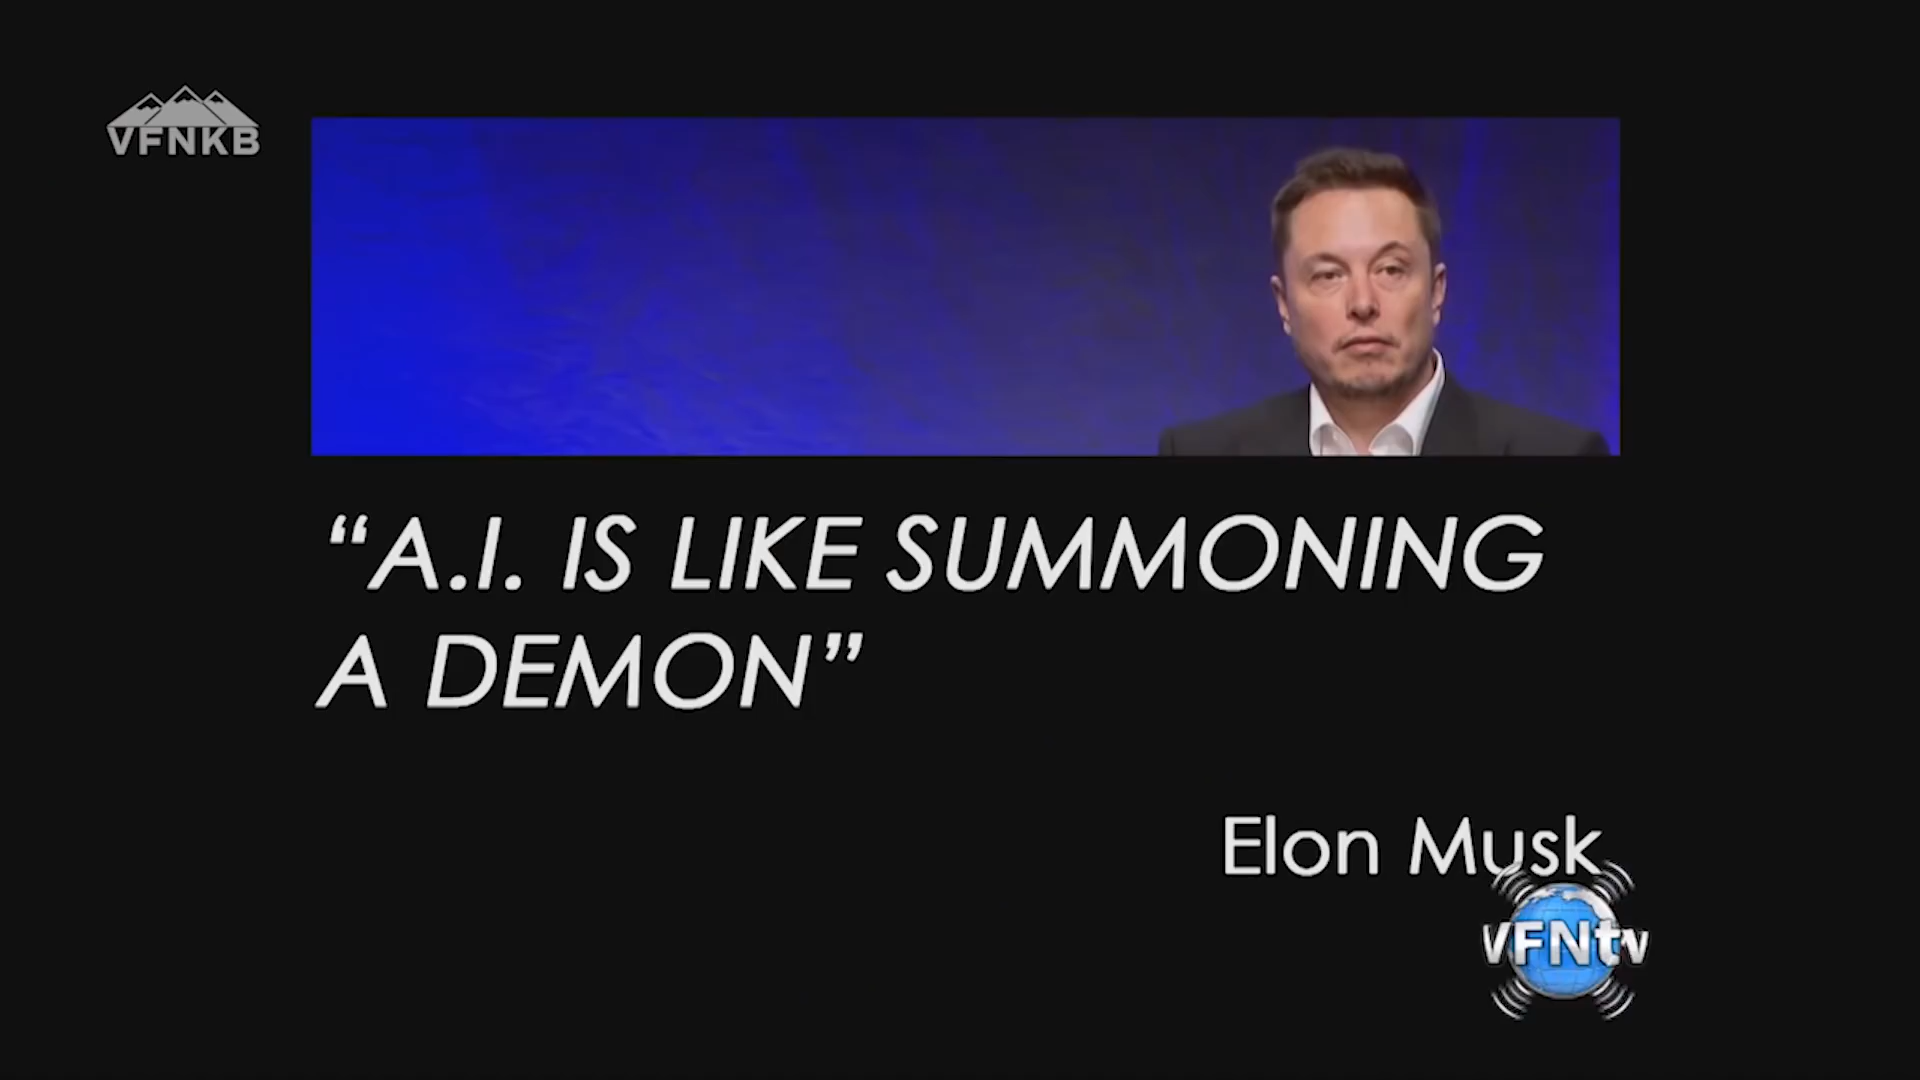 VFNKB
“A.I. IS LIKE SUMMONING
A DEMON”
Elon Musk
VFNtv